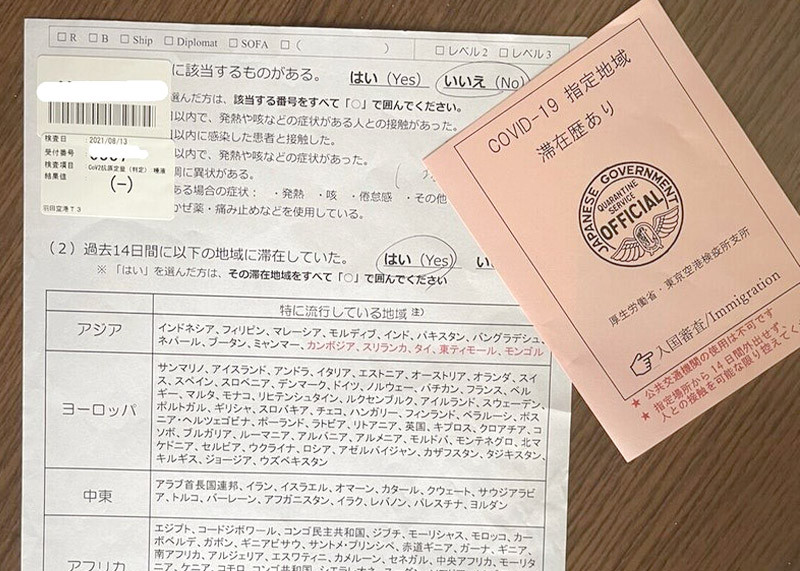 □ R □ B □ Ship □ Diplomat □ SOFA □ ( ) □ レベル2 □ レベル3
に該当するものがある。 はい (Yes) いいえ (No)
選んだ方は、該当する番号をすべて「○」で囲んでください。
以内で、発熱や咳などの症状がある人との接触があった。
以内に感染した患者と接触した。
以内で、発熱や咳などの症状があった。
調に異状がある。
ある場合の症状: ・発熱 ・咳 ・倦怠感 ・その他
かぜ薬・痛み止めなどを使用している。
検査日 : 2021/08/13
受付番号
検査項目 CoV2抗原定量(判定) 唾液
結果値 (-)
羽田空港T3
(2)過去14日間に以下の地域に滞在していた。 はい (Yes)
※「はい」を選んだ方は、その滞在地域をすべて「○」で囲んでください
特に流行している地域 注)
アジア
インドネシア、フィリピン、マレーシア、モルディブ、インド、パキスタン、バングラデシュ、
ネパール、ブータン、ミャンマー、カンボジア、スリランカ、タイ、東ティモール、モンゴル
ヨーロッパ
サンマリノ、アイスランド、アンドラ、イタリア、エストニア、オーストリア、オランダ、スイ
ス、スペイン、スロベニア、デンマーク、ドイツ、ノルウェー、バチカン、フランス、ベル
ギー、マルタ、モナコ、リヒテンシュタイン、ルクセンブルク、アイルランド、スウェーデン、
ポルトガル、ギリシャ、スロバキア、チェコ、ハンガリー、フィンランド、ベラルーシ、ボス
ニア・ヘルツェゴビナ、ポーランド、ラトビア、リトアニア、英国、キプロス、クロアチア、コ
ソボ、ブルガリア、ルーマニア、アルバニア、アルメニア、モルドバ、モンテネグロ、北マ
ケドニア、セルビア、ウクライナ、ロシア、アゼルバイジャン、カザフスタン、タジキスタン、
キルギス、ジョージア、ウズベキスタン
中東
アラブ首長国連邦、イラン、イスラエル、オマーン、カタール、クウェート、サウジアラビ
ア、トルコ、バーレーン、アフガニスタン、イラク、レバノン、パレスチナ、ヨルダン
アフリカ
エジプト、コートジボワール、コンゴ民主共和国、ジブチ、モーリシャス、モロッコ、カー
ボベルデ、ガボン、ギニアビサウ、サントメ・プリンシペ、赤道ギニア、ガーナ、ギニア、
南アフリカ、アルジェリア、エスワティニ、カメルーン、セネガル、中央アフリカ、モーリタ
ニア、ケニア、コモロ、コンゴ共和国、シエラレオネ、スーダン
COVID-19 指定地域
滞在歴あり
JAPANESE GOVERNMENT
QUARANTINE
SERVICE
OFFICIAL
厚生労働省・東京空港検疫所支所
☞入国審査/Immigration
★ 公共交通機関の使用は不可です
★ 指定場所から14日間外出せず、
人との接触を可能な限り控えてく